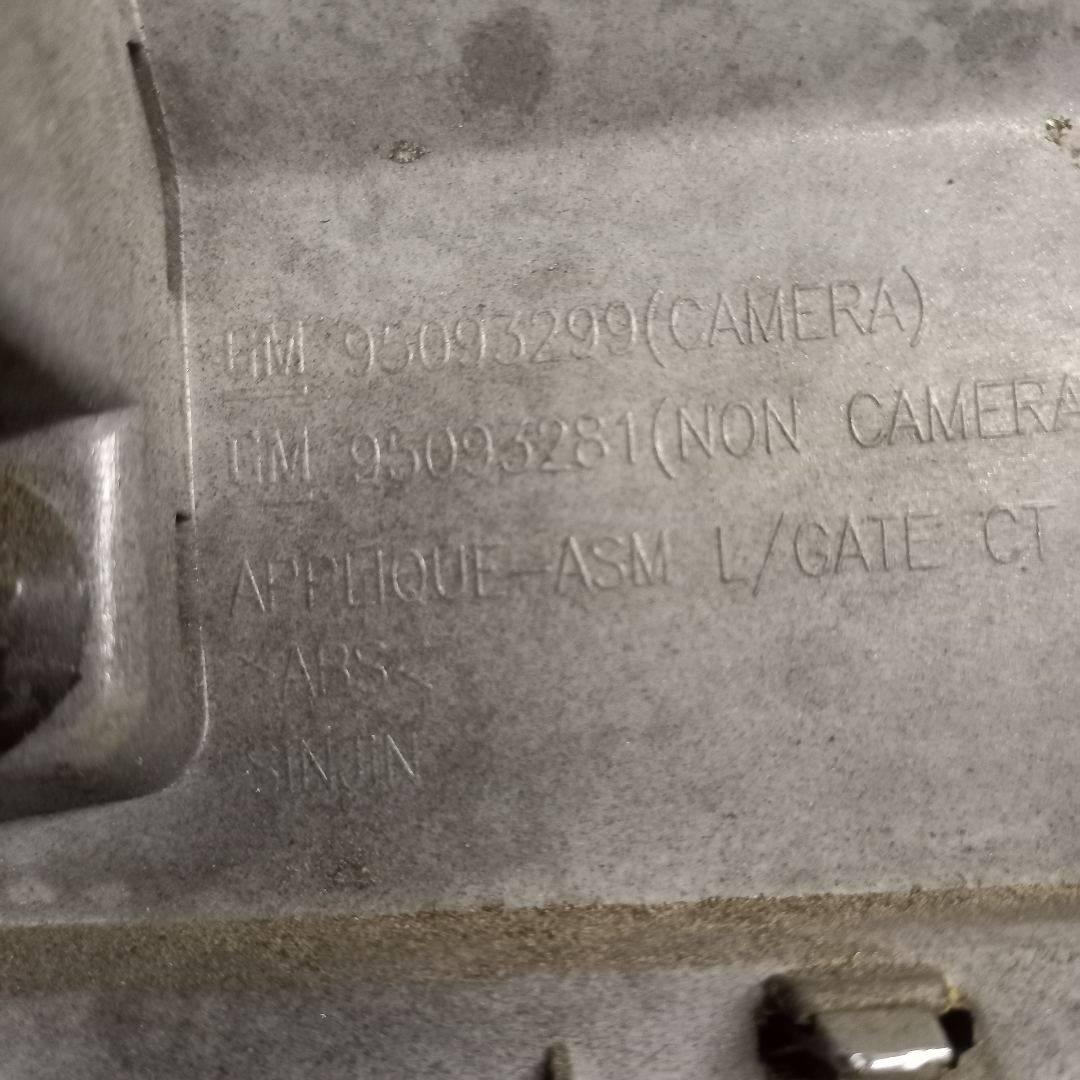 GM 95093299(CAMERA)
GM 95093281(NON CAMERA
APPLIQUE-ASM L/GATE CT
>ABS<
SINJIN